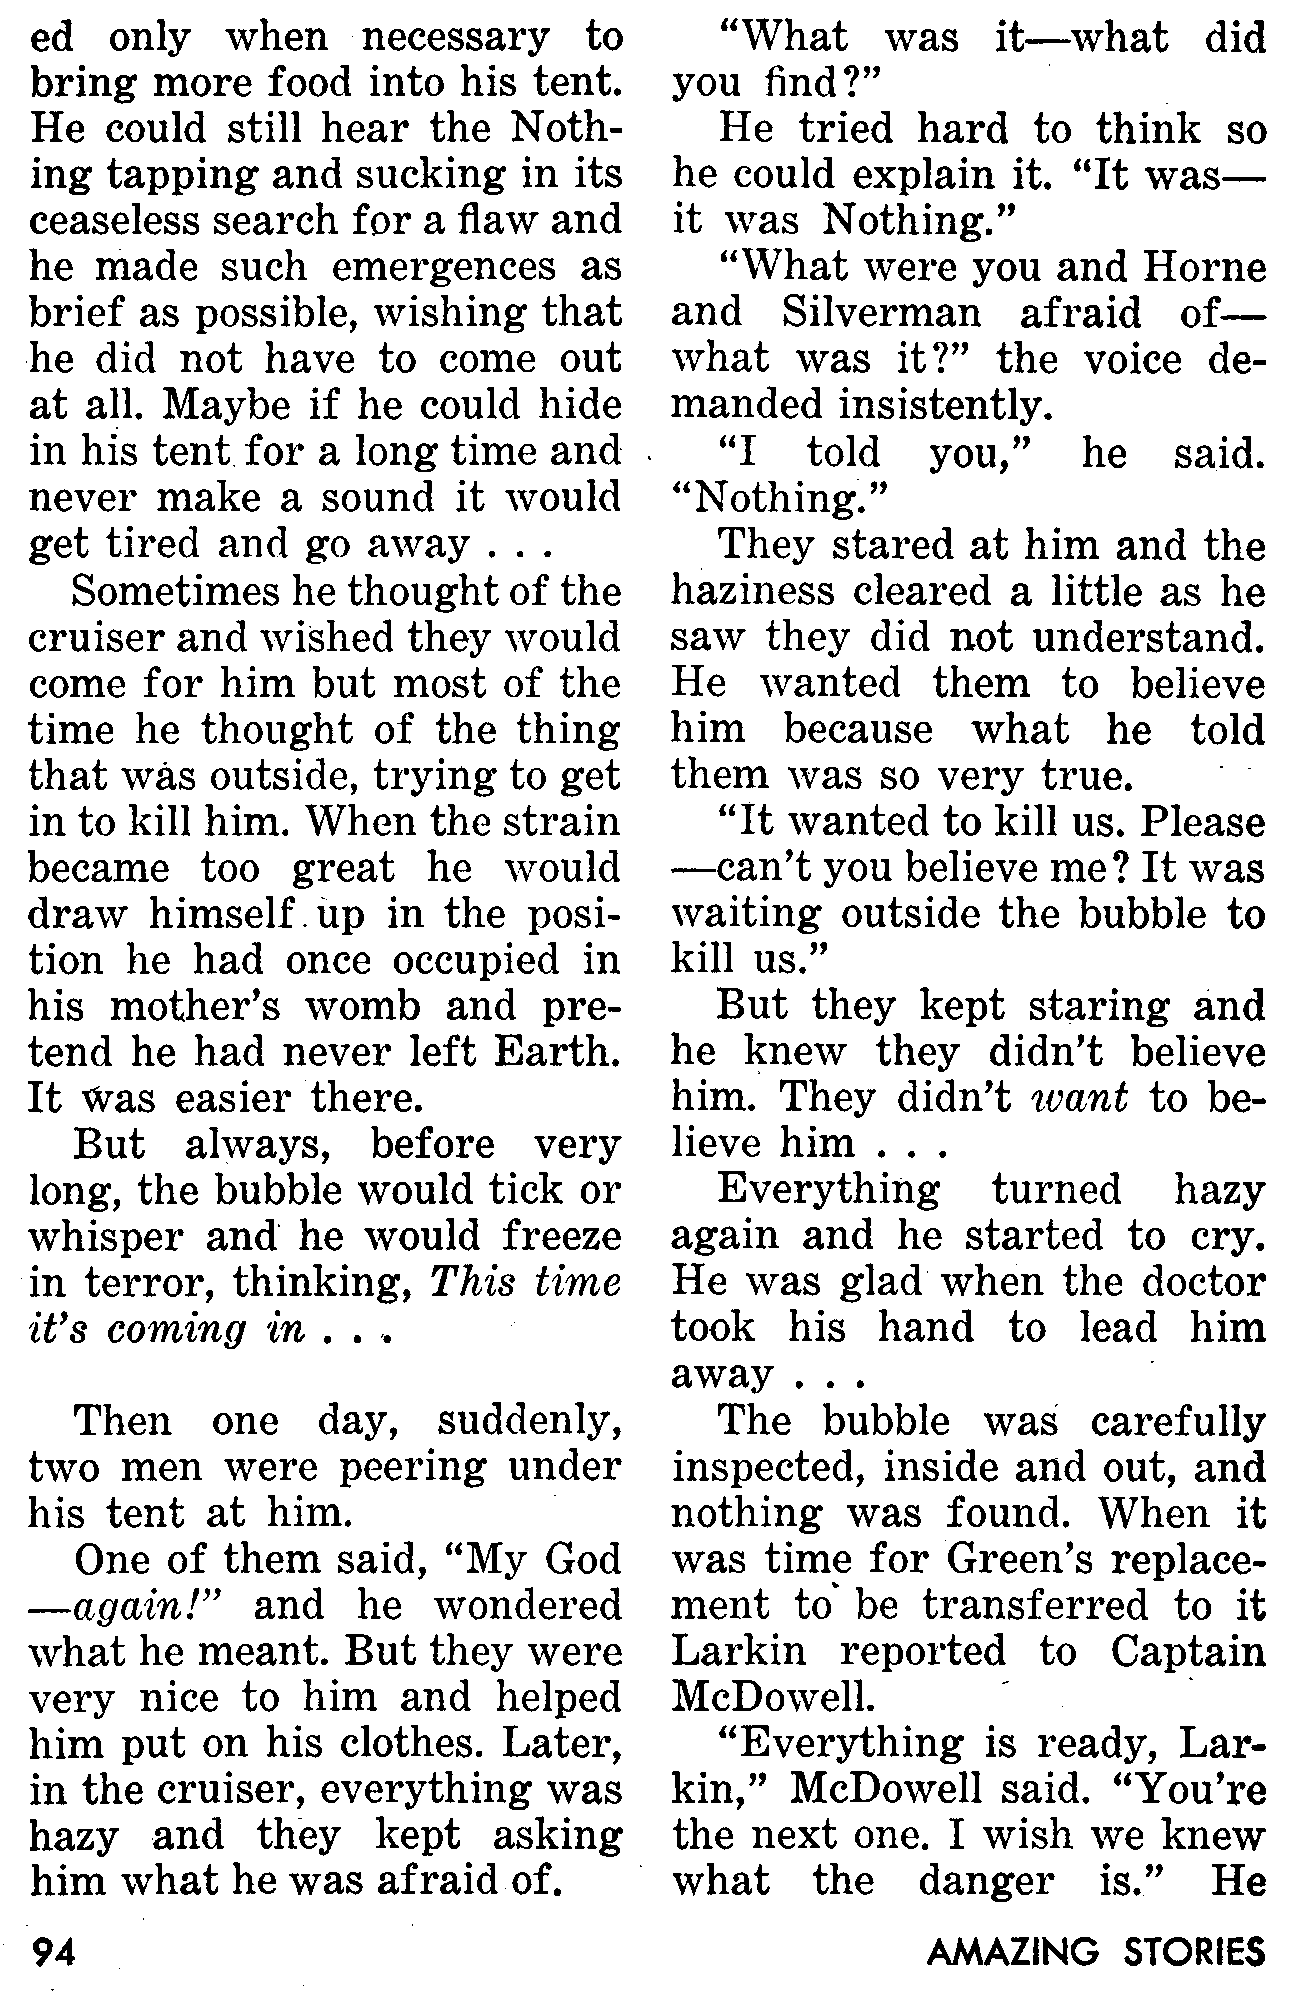 ed only when necessary to
bring more food into his tent.
He could still hear the Noth-
ing tapping and sucking in its
ceaseless search for a flaw and
he made such emergences as
brief as possible, wishing that
he did not have to come out
at all. Maybe if he could hide
in his tent for a long time and
never make a sound it would
get tired and go away . . .
Sometimes he thought of the
cruiser and wished they would
come for him but most of the
time he thought of the thing
that was outside, trying to get
in to kill him. When the strain
became too great he would
draw himself up in the posi-
tion he had once occupied in
his mother's womb and pre-
tend he had never left Earth.
It was easier there.
But always, before very
long, the bubble would tick or
whisper and he would freeze
in terror, thinking, This time
it's coming in . . .
Then one day, suddenly,
two men were peering under
his tent at him.
One of them said, “My God
—again!” and he wondered
what he meant. But they were
very nice to him and helped
him put on his clothes. Later,
in the cruiser, everything was
hazy and they kept asking
him what he was afraid of.
“What was it—what did
you find?”
He tried hard to think so
he could explain it. “It was—
it was Nothing.”
“What were you and Horne
and Silverman afraid of—
what was it?” the voice de-
manded insistently.
“I told you,” he said.
“Nothing.”
They stared at him and the
haziness cleared a little as he
saw they did not understand.
He wanted them to believe
him because what he told
them was so very true.
“It wanted to kill us. Please
—can't you believe me? It was
waiting outside the bubble to
kill us.”
But they kept staring and
he knew they didn't believe
him. They didn't want to be-
lieve him . . .
Everything turned hazy
again and he started to cry.
He was glad when the doctor
took his hand to lead him
away . . .
The bubble was carefully
inspected, inside and out, and
nothing was found. When it
was time for Green's replace-
ment to be transferred to it
Larkin reported to Captain
McDowell.
“Everything is ready, Lar-
kin,” McDowell said. “You're
the next one. I wish we knew
what the danger is.” He
94
AMAZING STORIES